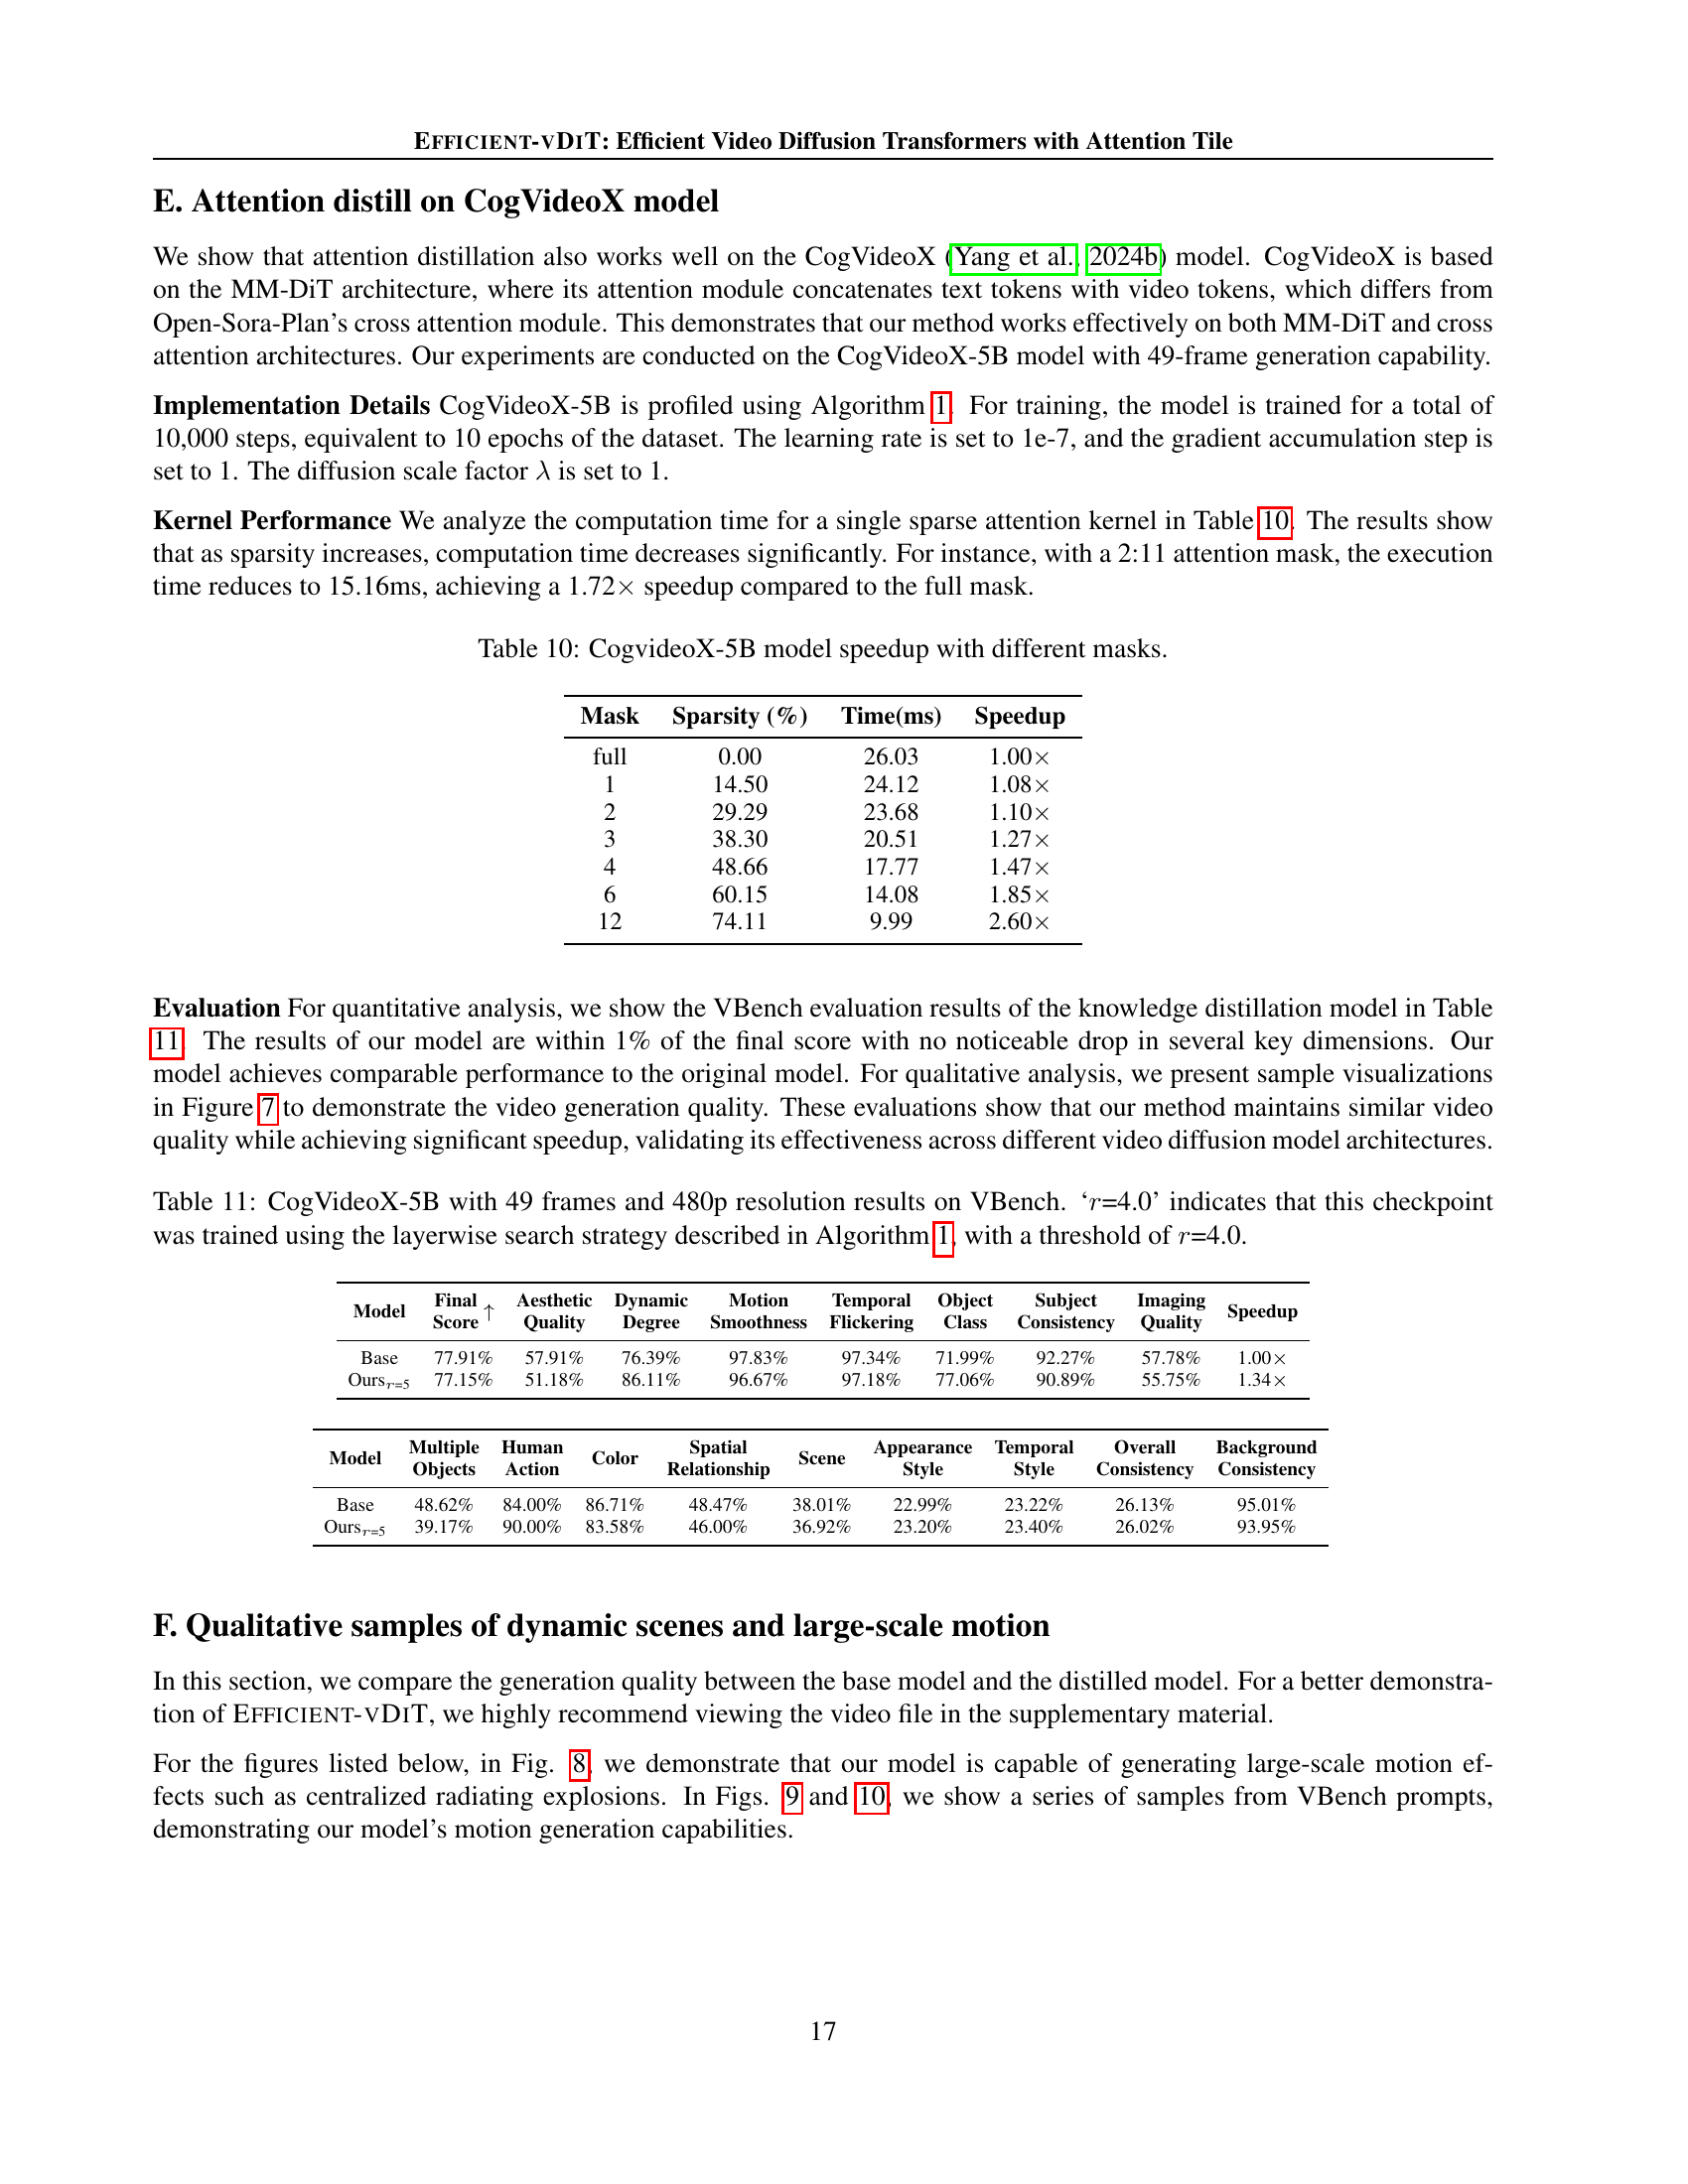 EFFICIENT-VDIT: Efficient Video Diffusion Transformers with Attention Tile
E. Attention distill on CogVideoX model
We show that attention distillation also works well on the CogVideoX (Yang et al., 2024b) model. CogVideoX is based
on the MM-DiT architecture, where its attention module concatenates text tokens with video tokens, which differs from
Open-Sora-Plan's cross attention module. This demonstrates that our method works effectively on both MM-DiT and cross
attention architectures. Our experiments are conducted on the CogVideoX-5B model with 49-frame generation capability.
Implementation Details CogVideoX-5B is profiled using Algorithm 1. For training, the model is trained for a total of
10,000 steps, equivalent to 10 epochs of the dataset. The learning rate is set to 1e-7, and the gradient accumulation step is
set to 1. The diffusion scale factor λ is set to 1.
Kernel Performance We analyze the computation time for a single sparse attention kernel in Table 10. The results show
that as sparsity increases, computation time decreases significantly. For instance, with a 2:11 attention mask, the execution
time reduces to 15.16ms, achieving a 1.72× speedup compared to the full mask.
Table 10: CogvideoX-5B model speedup with different masks.
Mask Sparsity (%) Time(ms) Speedup
full 0.00 26.03 1.00×
1 14.50 24.12 1.08×
2 29.29 23.68 1.10×
3 38.30 20.51 1.27×
4 48.66 17.77 1.47×
6 60.15 14.08 1.85×
12 74.11 9.99 2.60×
Evaluation For quantitative analysis, we show the VBench evaluation results of the knowledge distillation model in Table
11. The results of our model are within 1% of the final score with no noticeable drop in several key dimensions. Our
model achieves comparable performance to the original model. For qualitative analysis, we present sample visualizations
in Figure 7 to demonstrate the video generation quality. These evaluations show that our method maintains similar video
quality while achieving significant speedup, validating its effectiveness across different video diffusion model architectures.
Table 11: CogVideoX-5B with 49 frames and 480p resolution results on VBench. 'r=4.0' indicates that this checkpoint
was trained using the layerwise search strategy described in Algorithm 1, with a threshold of r=4.0.
Model Final Score ↑ Aesthetic Quality Dynamic Degree Motion Smoothness Temporal Flickering Object Class Subject Consistency Imaging Quality Speedup
Base 77.91% 57.91% 76.39% 97.83% 97.34% 71.99% 92.27% 57.78% 1.00×
Ours r=5 77.15% 51.18% 86.11% 96.67% 97.18% 77.06% 90.89% 55.75% 1.34×
Model Multiple Objects Human Action Color Spatial Relationship Scene Appearance Style Temporal Style Overall Consistency Background Consistency
Base 48.62% 84.00% 86.71% 48.47% 38.01% 22.99% 23.22% 26.13% 95.01%
Ours r=5 39.17% 90.00% 83.58% 46.00% 36.92% 23.20% 23.40% 26.02% 93.95%
F. Qualitative samples of dynamic scenes and large-scale motion
In this section, we compare the generation quality between the base model and the distilled model. For a better demonstra-
tion of EFFICIENT-VDIT, we highly recommend viewing the video file in the supplementary material.
For the figures listed below, in Fig. 8, we demonstrate that our model is capable of generating large-scale motion ef-
fects such as centralized radiating explosions. In Figs. 9 and 10, we show a series of samples from VBench prompts,
demonstrating our model's motion generation capabilities.
17